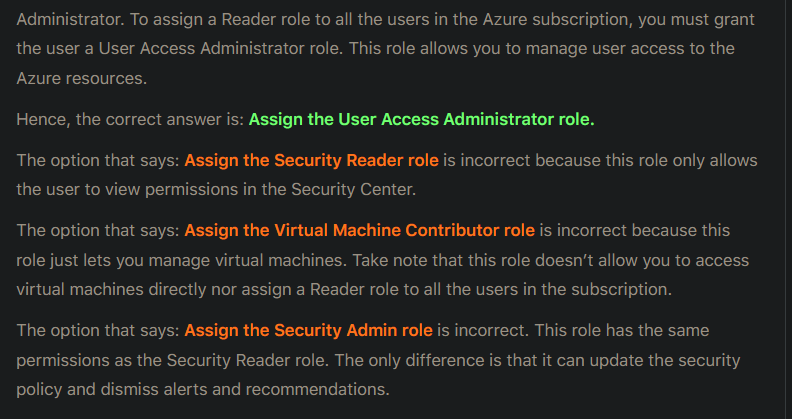 Administrator. To assign a Reader role to all the users in the Azure subscription, you must grant
the user a User Access Administrator role. This role allows you to manage user access to the
Azure resources.
Hence, the correct answer is: Assign the User Access Administrator role.
The option that says: Assign the Security Reader role is incorrect because this role only allows
the user to view permissions in the Security Center.
The option that says: Assign the Virtual Machine Contributor role is incorrect because this
role just lets you manage virtual machines. Take note that this role doesn’t allow you to access
virtual machines directly nor assign a Reader role to all the users in the subscription.
The option that says: Assign the Security Admin role is incorrect. This role has the same
permissions as the Security Reader role. The only difference is that it can update the security
policy and dismiss alerts and recommendations.